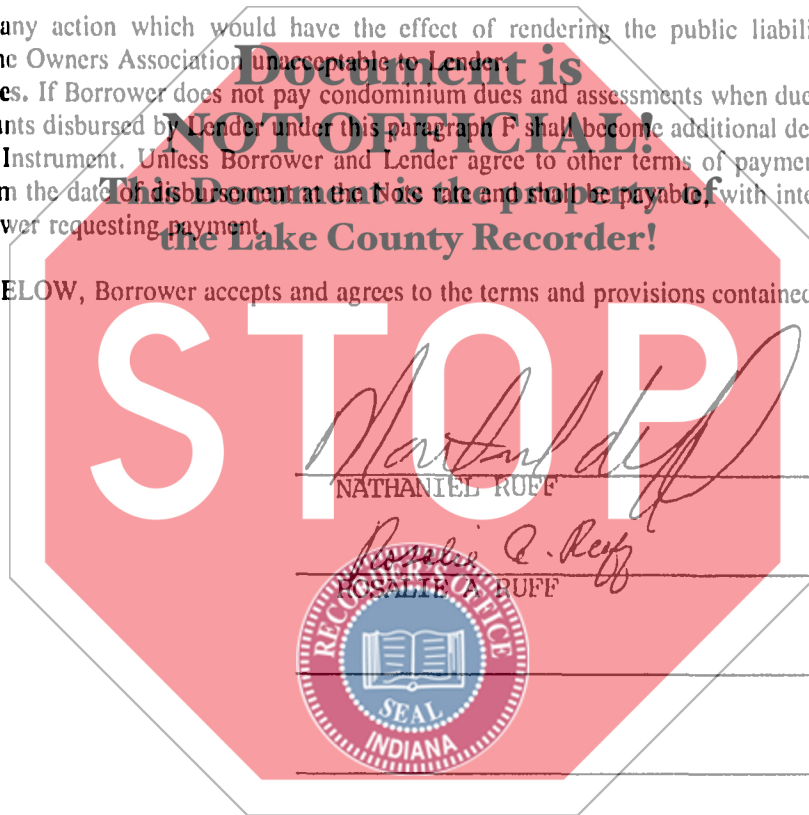 any action which would have the effect of rendering the public liabili
Owners Association unacceptable to Lender.
Document is
es. If Borrower does not pay condominium dues and assessments when du
nts disbursed by Lender under this paragraph F shall become additional de
NOT OFFICIAL!
Instrument. Unless Borrower and Lender agree to other terms of paymen
m the date of disbursement at the Note rate and shall be payable, with inte
This Document is the property of
wer requesting payment.
the Lake County Recorder!
ELOW, Borrower accepts and agrees to the terms and provisions contained
STOP
NATHANIEL RUFF
Rosalie A. Ruff
ROSALIE A RUFF
RECORDER'S OFFICE
SEAL
INDIANA